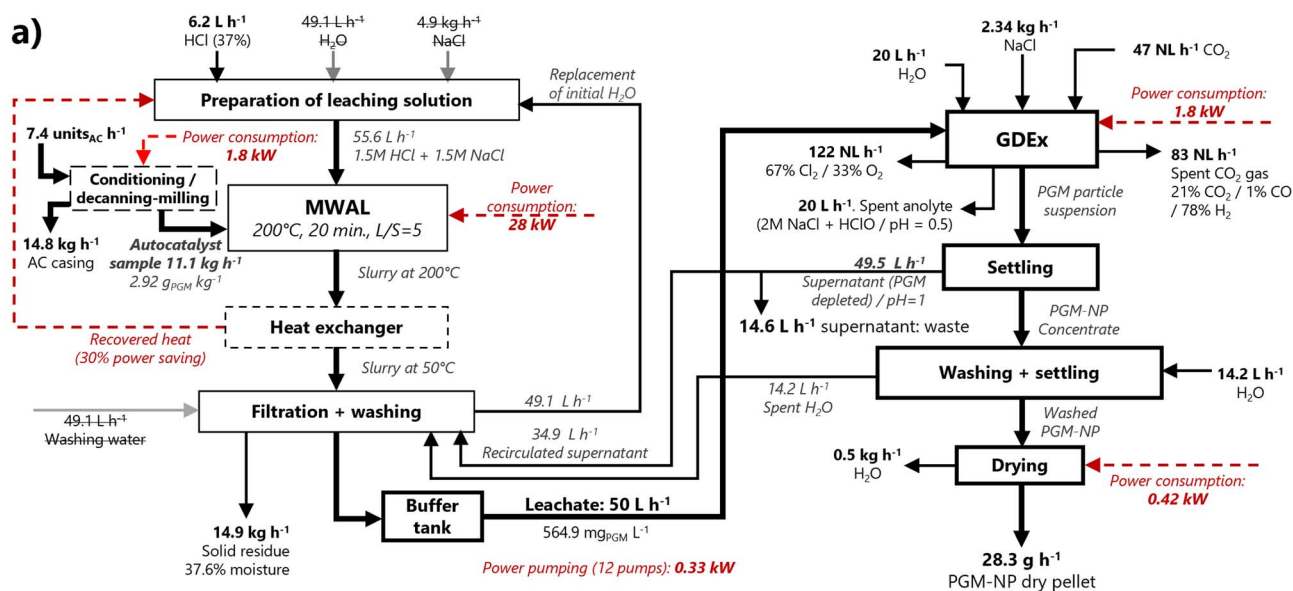 a)
6.2 L h⁻¹
HCl (37%)
49.1 L h⁻¹
H₂O
4.9 kg h⁻¹
NaCl
Replacement
of initial H₂O
Preparation of leaching solution
7.4 units_AC h⁻¹
Power consumption:
1.8 kW
55.6 L h⁻¹
1.5M HCl + 1.5M NaCl
Conditioning /
decanning-milling
MWAL
200°C, 20 min., L/S=5
Power
consumption:
28 kW
14.8 kg h⁻¹
AC casing
Autocatalyst
sample 11.1 kg h⁻¹
2.92 g_PGM kg⁻¹
Slurry at 200°C
Heat exchanger
Recovered heat
(30% power saving)
Slurry at 50°C
Filtration + washing
49.1 L h⁻¹
Washing water
49.1 L h⁻¹
34.9 L h⁻¹
Recirculated supernatant
14.9 kg h⁻¹
Solid residue
37.6% moisture
Buffer
tank
Leachate: 50 L h⁻¹
564.9 mg_PGM L⁻¹
Power pumping (12 pumps): 0.33 kW
20 L h⁻¹
H₂O
2.34 kg h⁻¹
NaCl
47 NL h⁻¹ CO₂
Power consumption:
1.8 kW
GDEx
122 NL h⁻¹
67% Cl₂ / 33% O₂
83 NL h⁻¹
Spent CO₂ gas
21% CO₂ / 1% CO
/ 78% H₂
20 L h⁻¹. Spent anolyte
(2M NaCl + HClO / pH = 0.5)
PGM particle
suspension
49.5 L h⁻¹
Supernatant (PGM
depleted) / pH=1
Settling
14.6 L h⁻¹ supernatant: waste
PGM-NP
Concentrate
Washing + settling
14.2 L h⁻¹
Spent H₂O
14.2 L h⁻¹
H₂O
Washed
PGM-NP
0.5 kg h⁻¹
H₂O
Drying
Power consumption:
0.42 kW
28.3 g h⁻¹
PGM-NP dry pellet